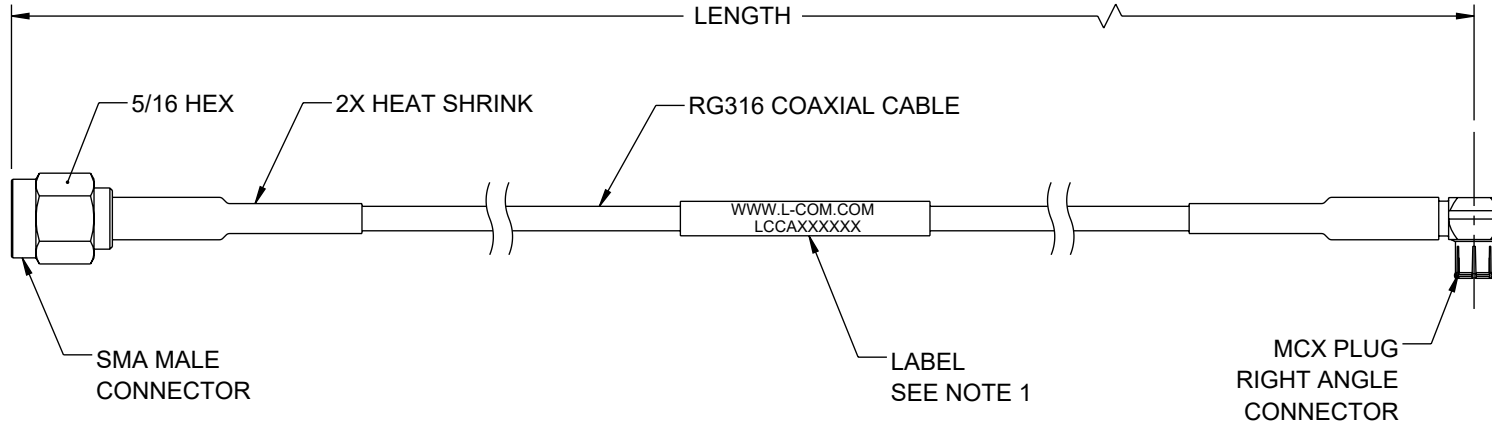 LENGTH
5/16 HEX
2X HEAT SHRINK
RG316 COAXIAL CABLE
WWW.L-COM.COM
LCCAXXXXXX
SMA MALE
CONNECTOR
LABEL
SEE NOTE 1
MCX PLUG
RIGHT ANGLE
CONNECTOR